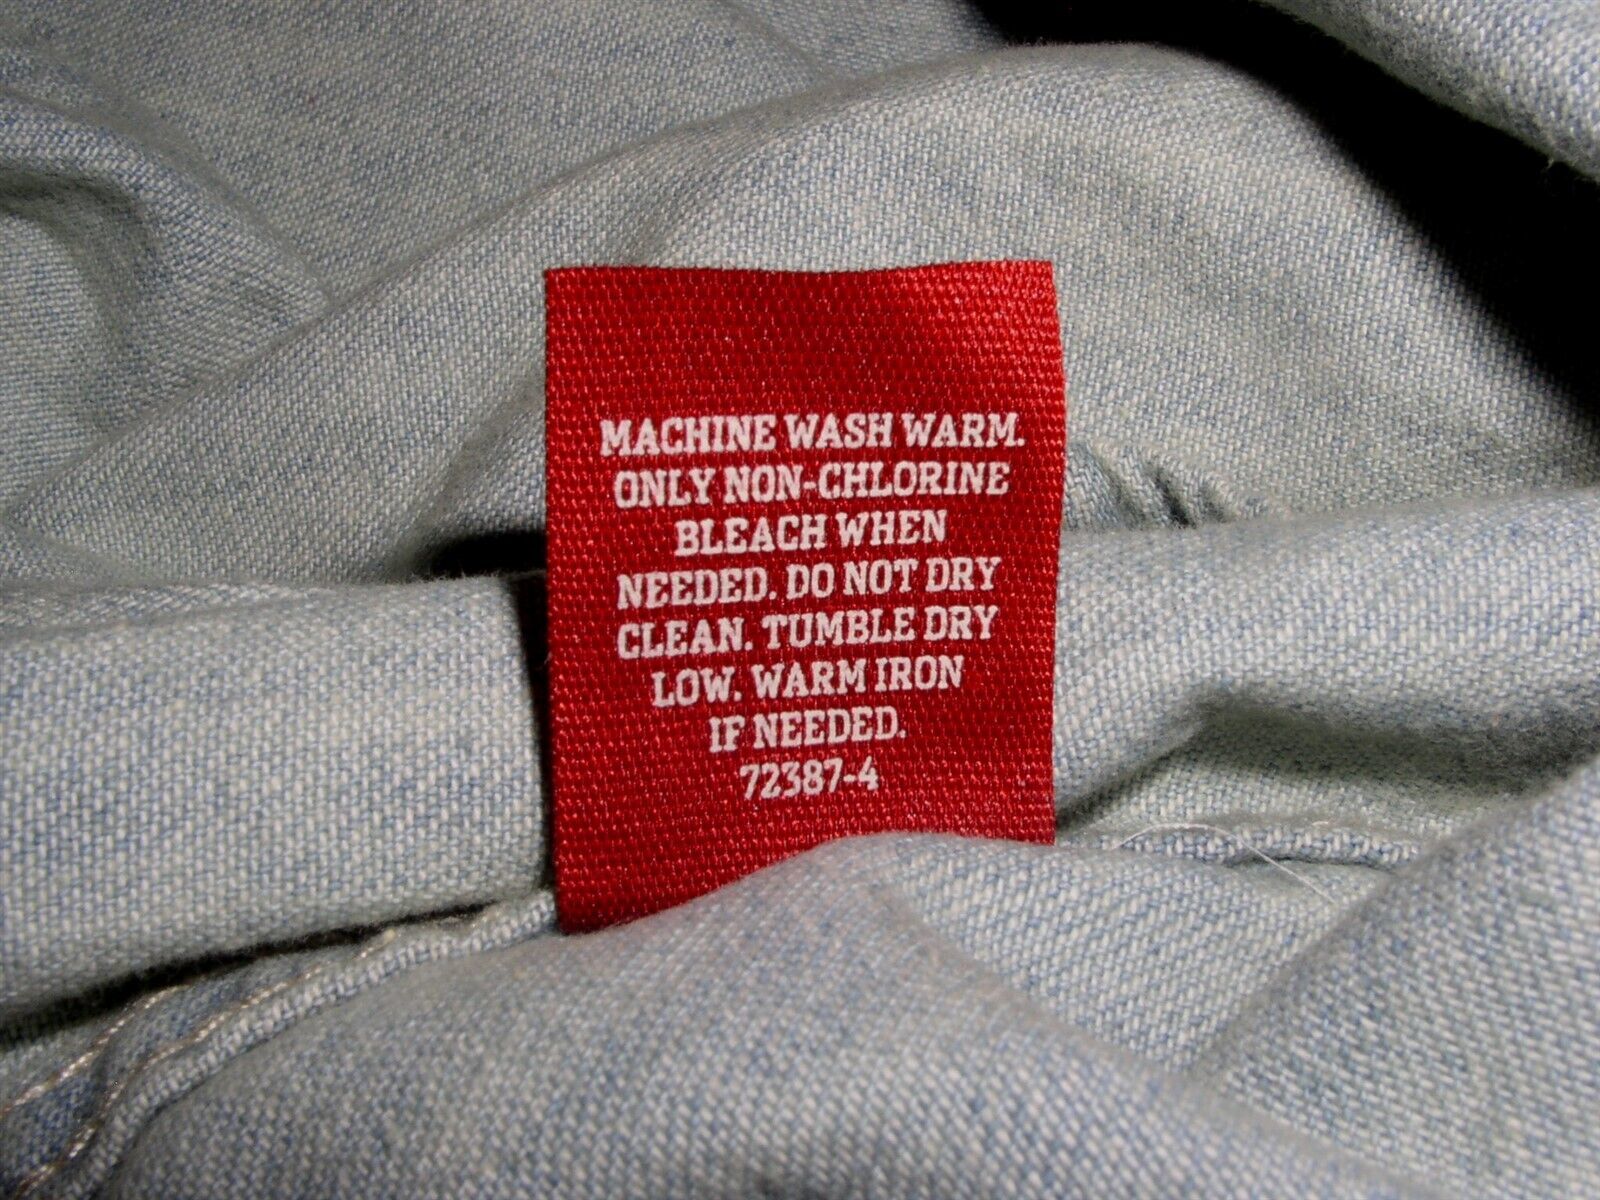 MACHINE WASH WARM.
ONLY NON-CHLORINE
BLEACH WHEN
NEEDED. DO NOT DRY
CLEAN. TUMBLE DRY
LOW. WARM IRON
IF NEEDED.
72387-4